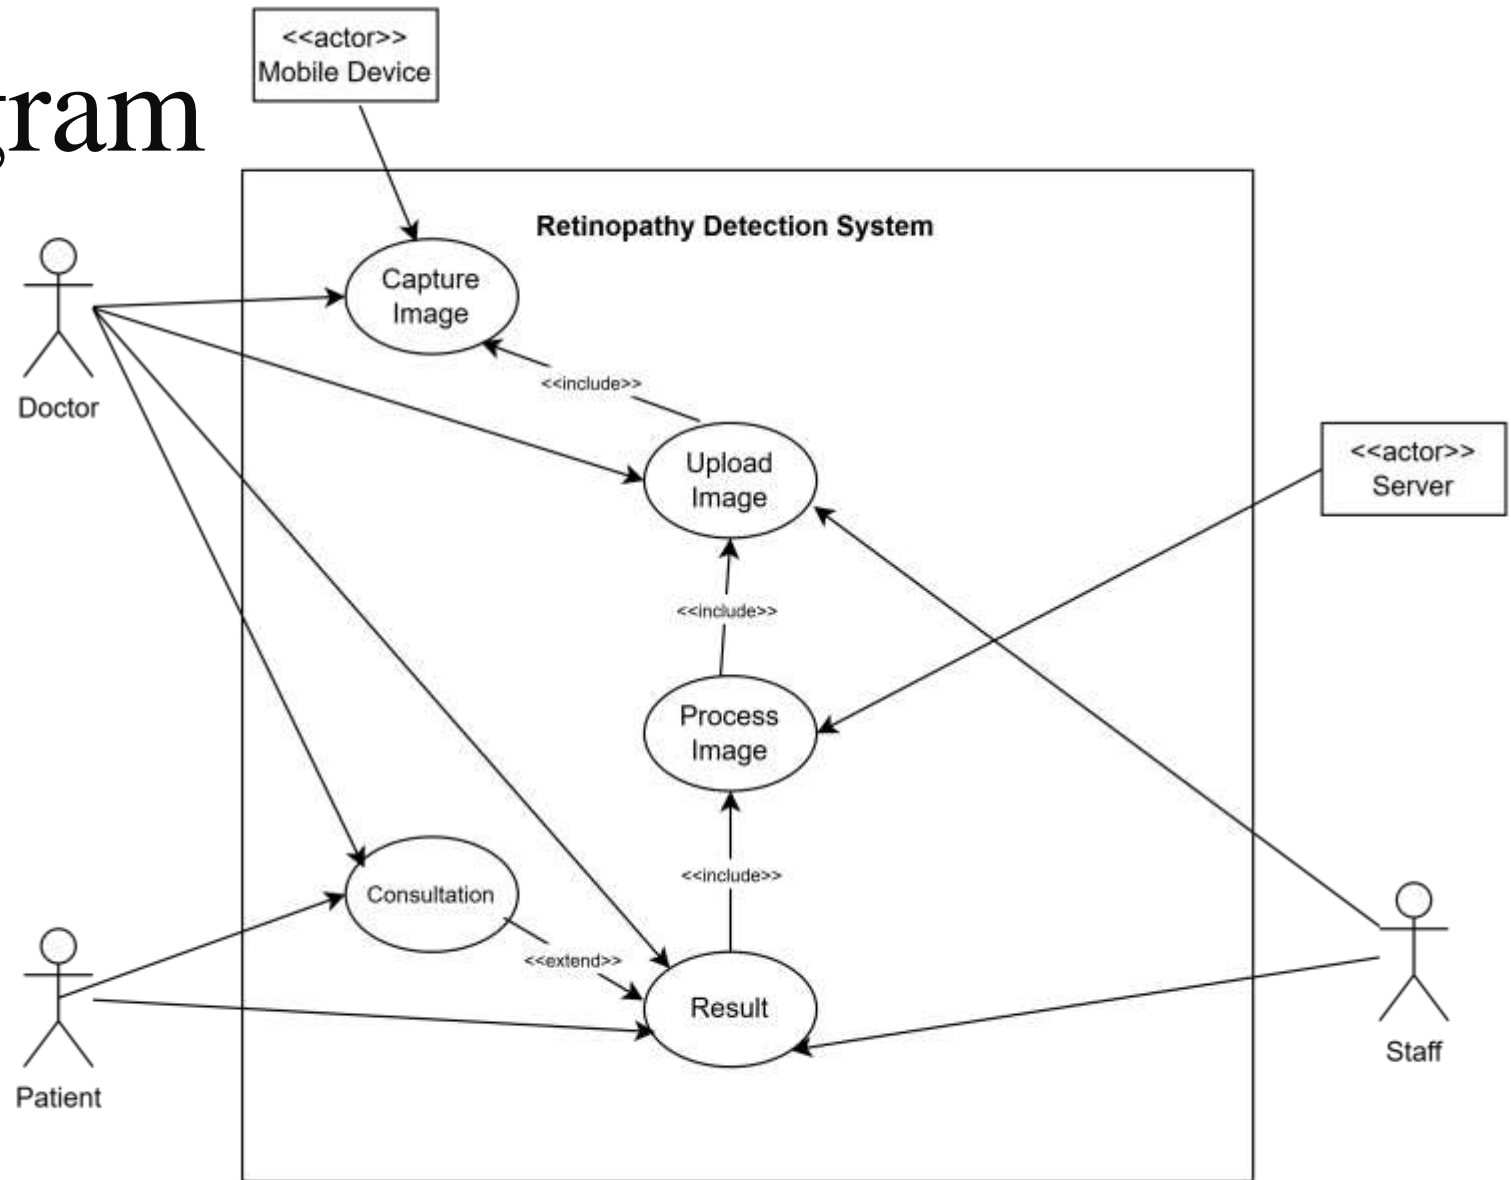 <<actor>>
Mobile Device
gram
Retinopathy Detection System
Capture
Image
<<include>>
Doctor
Upload
Image
<<actor>>
Server
<<include>>
Process
Image
<<include>>
Consultation
<<extend>>
Result
Staff
Patient